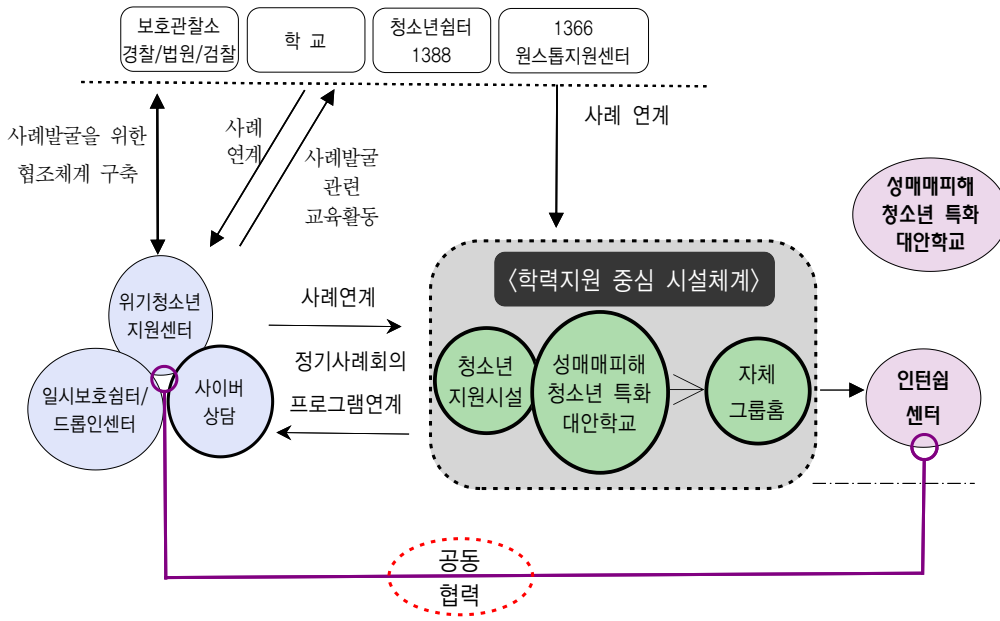 보호관찰소
경찰/법원/검찰
학 교
청소년쉼터
1388
1366
원스톱지원센터
사례발굴을 위한
협조체계 구축
사례
연계
사례발굴
관련
교육활동
사례 연계
성매매피해
청소년 특화
대안학교
위기청소년
지원센터
일시보호쉼터/
드롭인센터
사이버
상담
사례연계
정기사례회의
프로그램연계
〈학력지원 중심 시설체계〉
청소년
지원시설
성매매피해
청소년 특화
대안학교
자체
그룹홈
인턴쉽
센터
공동
협력